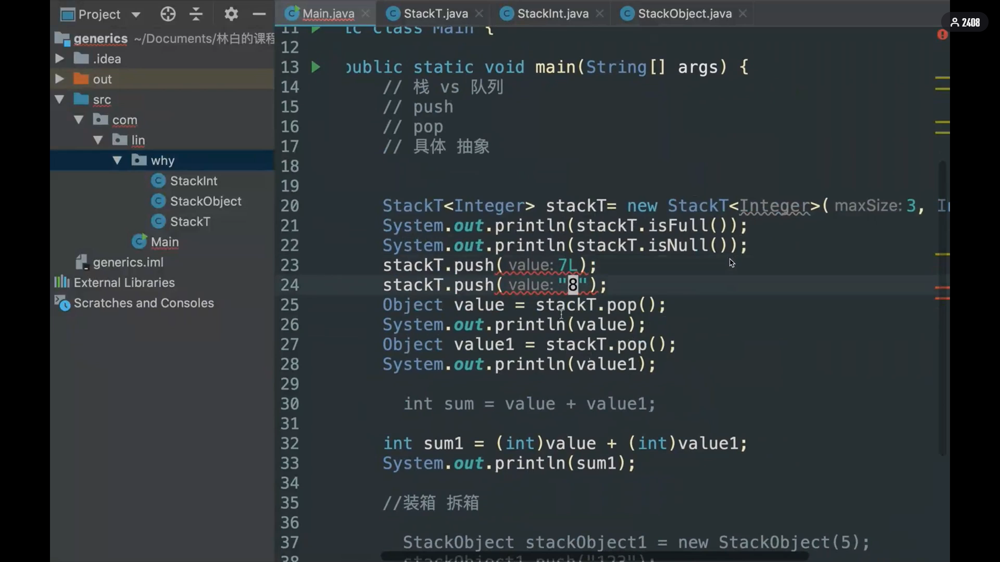 Project
generics ~/Documents/林白的课程
.idea
out
src
com
lin
why
StackInt
StackObject
StackT
Main
generics.iml
External Libraries
Scratches and Consoles
Main.java StackT.java StackInt.java StackObject.java
2408
11 ic class Main {
12
13 public static void main(String[] args) {
14 // 栈 vs 队列
15 // push
16 // pop
17 // 具体 抽象
18
19
20 StackT<Integer> stackT= new StackT<Integer>( maxSize: 3, In
21 System.out.println(stackT.isFull());
22 System.out.println(stackT.isNull());
23 stackT.push( value: 7L);
24 stackT.push( value: "8");
25 Object value = stackT.pop();
26 System.out.println(value);
27 Object value1 = stackT.pop();
28 System.out.println(value1);
29
30 int sum = value + value1;
31
32 int sum1 = (int)value + (int)value1;
33 System.out.println(sum1);
34
35 //装箱 拆箱
36
37 StackObject stackObject1 = new StackObject(5);
38 stackObject1.push("123");